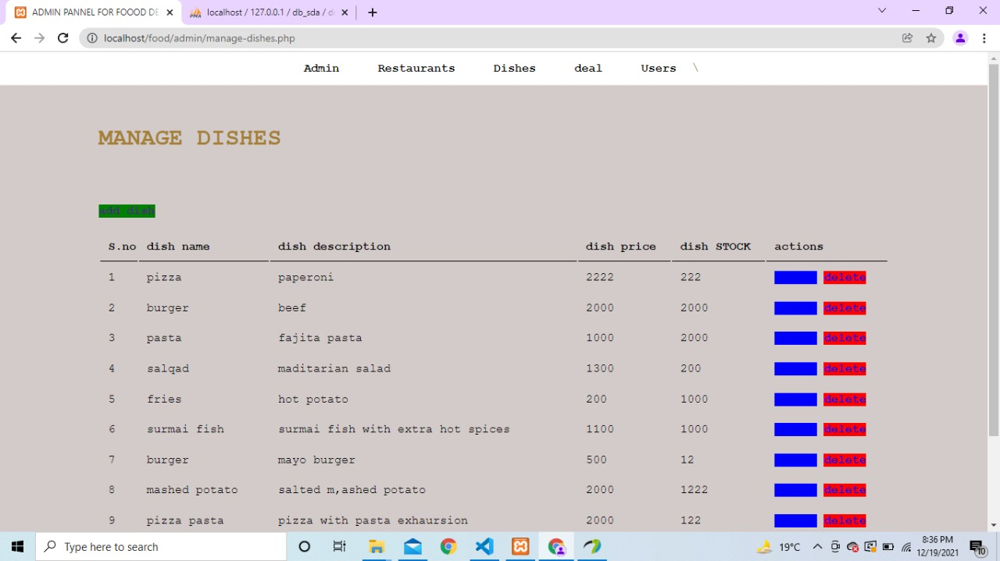 ADMIN PANNEL FOR FOOOD DE
localhost / 127.0.0.1 / db_sda / d
localhost/food/admin/manage-dishes.php
Admin Restaurants Dishes deal Users \
MANAGE DISHES
add dish
S.no dish name dish description dish price dish STOCK actions
1 pizza paperoni 2222 222 delete
2 burger beef 2000 2000 delete
3 pasta fajita pasta 1000 2000 delete
4 salqad maditarian salad 1300 200 delete
5 fries hot potato 200 1000 delete
6 surmai fish surmai fish with extra hot spices 1100 1000 delete
7 burger mayo burger 500 12 delete
8 mashed potato salted m,ashed potato 2000 1222 delete
9 pizza pasta pizza with pasta exhaursion 2000 122 delete
Type here to search
19°C
8:36 PM
12/19/2021
10